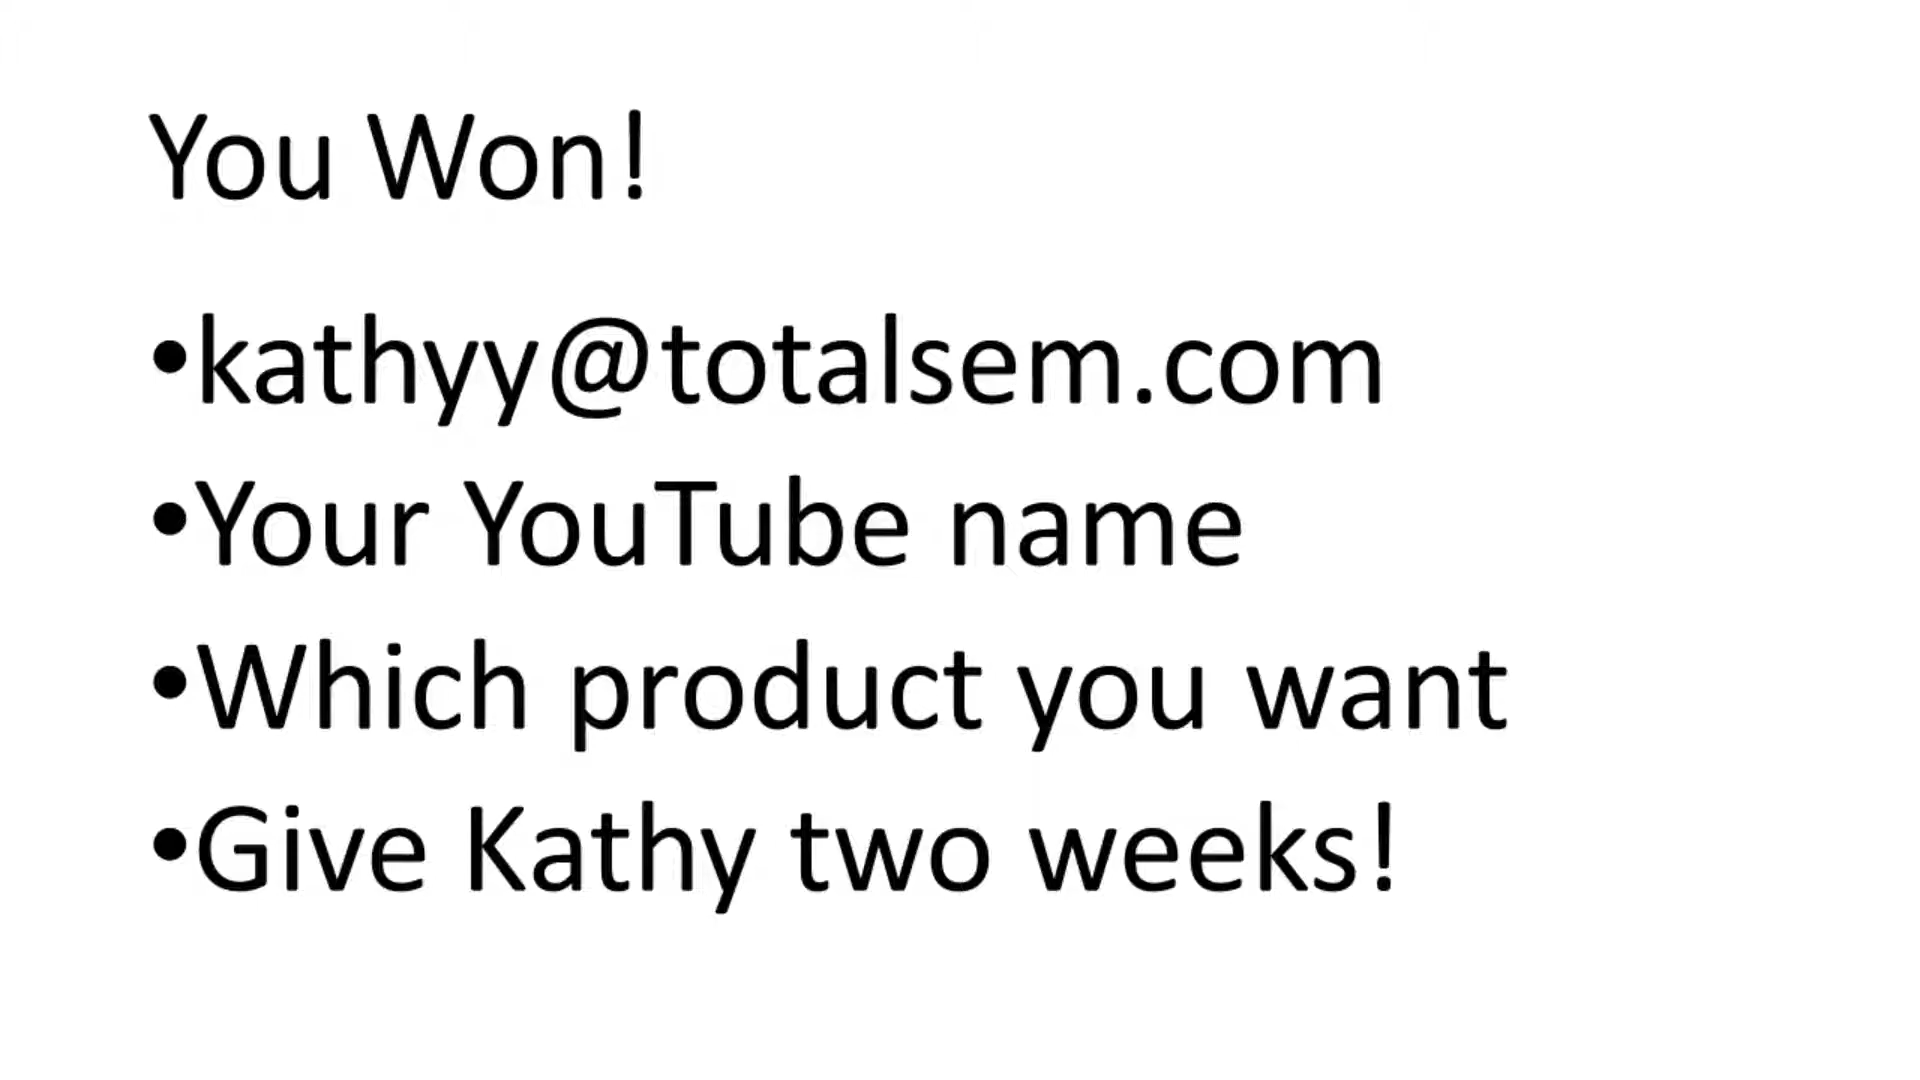 You Won!
•kathyy@totalsem.com
•Your YouTube name
•Which product you want
•Give Kathy two weeks!